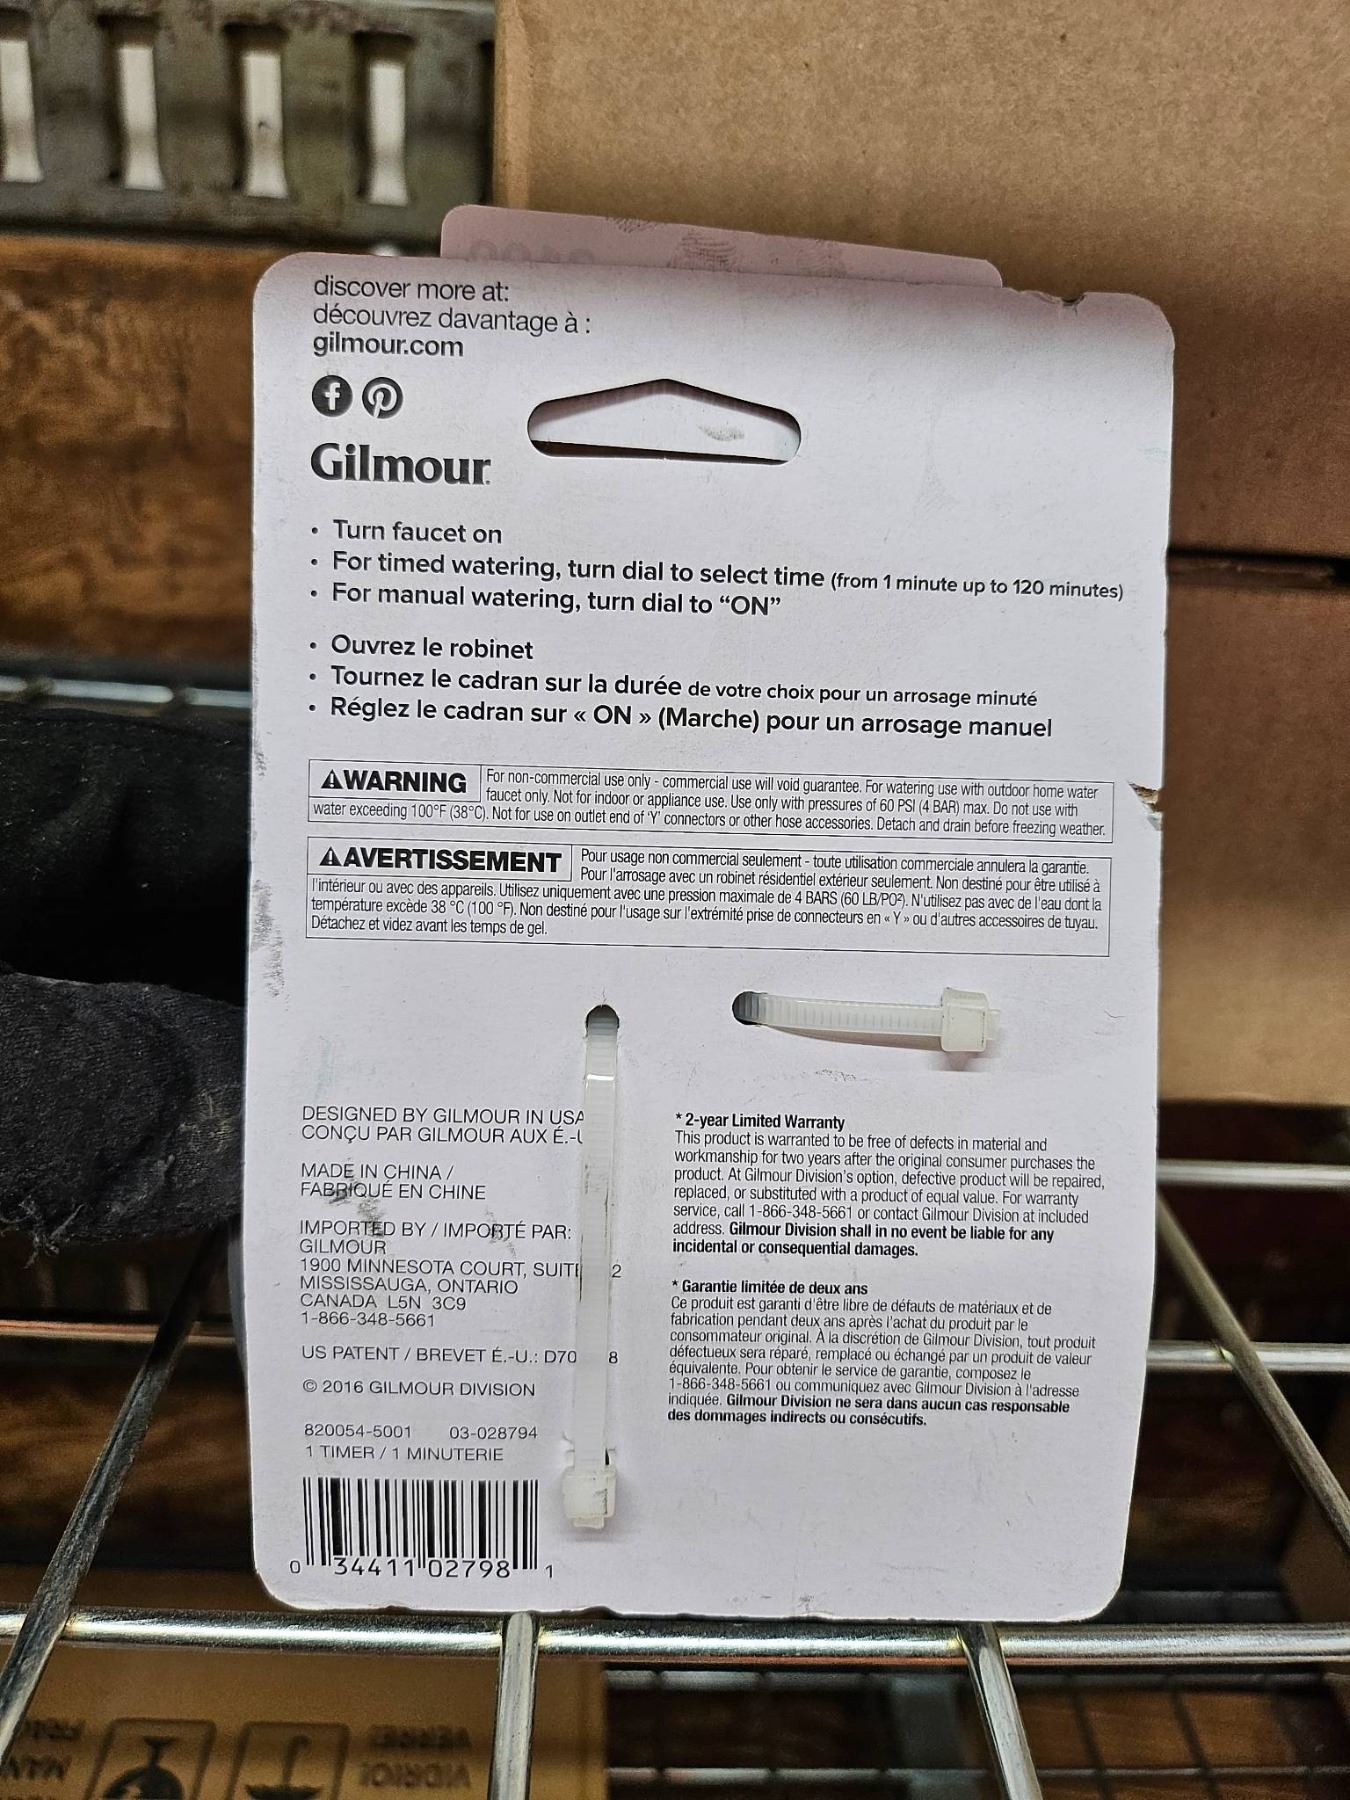 discover more at:
découvrez davantage à :
gilmour.com
Gilmour
• Turn faucet on
• For timed watering, turn dial to select time (from 1 minute up to 120 minutes)
• For manual watering, turn dial to “ON”
• Ouvrez le robinet
• Tournez le cadran sur la durée de votre choix pour un arrosage minuté
• Réglez le cadran sur « ON » (Marche) pour un arrosage manuel
⚠WARNING For non-commercial use only - commercial use will void guarantee. For watering use with outdoor home water
faucet only. Not for indoor or appliance use. Use only with pressures of 60 PSI (4 BAR) max. Do not use with
water exceeding 100°F (38°C). Not for use on outlet end of 'Y' connectors or other hose accessories. Detach and drain before freezing weather.
⚠AVERTISSEMENT Pour usage non commercial seulement - toute utilisation commerciale annulera la garantie.
Pour l'arrosage avec un robinet résidentiel extérieur seulement. Non destiné pour être utilisé à
l'intérieur ou avec des appareils. Utilisez uniquement avec une pression maximale de 4 BARS (60 LB/PO²). N'utilisez pas avec de l'eau dont la
température excède 38 °C (100 °F). Non destiné pour l'usage sur l'extrémité prise de connecteurs en « Y » ou d'autres accessoires de tuyau.
Détachez et videz avant les temps de gel.
DESIGNED BY GILMOUR IN USA
CONÇU PAR GILMOUR AUX É.-U
MADE IN CHINA /
FABRIQUÉ EN CHINE
IMPORTED BY / IMPORTÉ PAR:
GILMOUR
1900 MINNESOTA COURT, SUITE 2
MISSISSAUGA, ONTARIO
CANADA L5N 3C9
1-866-348-5661
US PATENT / BREVET É.-U.: D70 8
© 2016 GILMOUR DIVISION
820054-5001 03-028794
1 TIMER / 1 MINUTERIE
0 34411 02798 1
* 2-year Limited Warranty
This product is warranted to be free of defects in material and
workmanship for two years after the original consumer purchases the
product. At Gilmour Division's option, defective product will be repaired,
replaced, or substituted with a product of equal value. For warranty
service, call 1-866-348-5661 or contact Gilmour Division at included
address. Gilmour Division shall in no event be liable for any
incidental or consequential damages.
* Garantie limitée de deux ans
Ce produit est garanti d'être libre de défauts de matériaux et de
fabrication pendant deux ans après l'achat du produit par le
consommateur original. À la discrétion de Gilmour Division, tout produit
défectueux sera réparé, remplacé ou échangé par un produit de valeur
équivalente. Pour obtenir le service de garantie, composez le
1-866-348-5661 ou communiquez avec Gilmour Division à l'adresse
indiquée. Gilmour Division ne sera dans aucun cas responsable
des dommages indirects ou consécutifs.